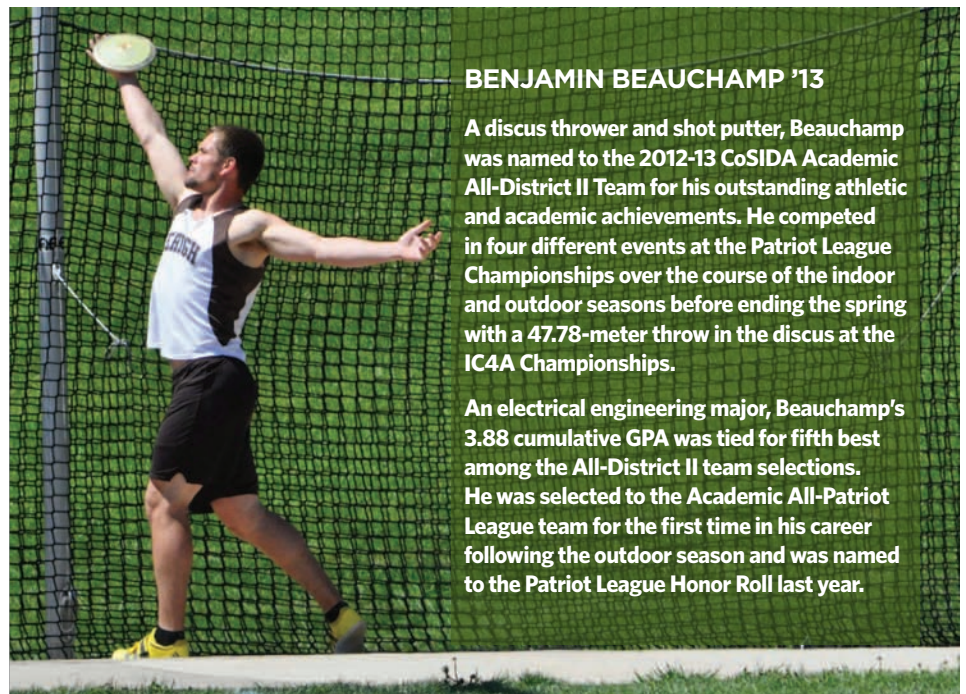 BENJAMIN BEAUCHAMP ’13
A discus thrower and shot putter, Beauchamp
was named to the 2012-13 CoSIDA Academic
All-District II Team for his outstanding athletic
and academic achievements. He competed
in four different events at the Patriot League
Championships over the course of the indoor
and outdoor seasons before ending the spring
with a 47.78-meter throw in the discus at the
IC4A Championships.
An electrical engineering major, Beauchamp’s
3.88 cumulative GPA was tied for fifth best
among the All-District II team selections.
He was selected to the Academic All-Patriot
League team for the first time in his career
following the outdoor season and was named
to the Patriot League Honor Roll last year.